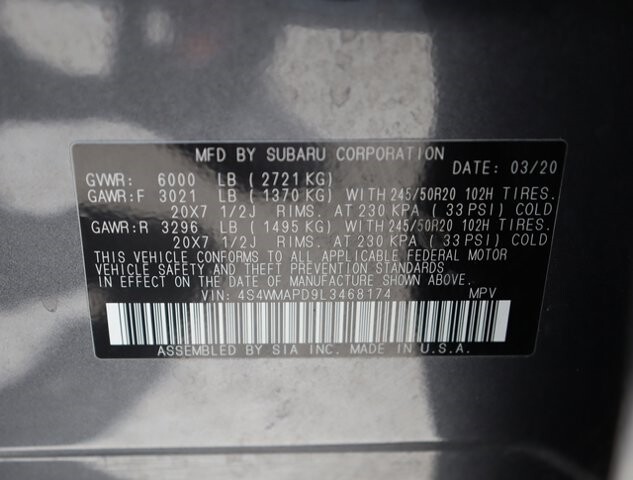 MFD BY SUBARU CORPORATION
DATE: 03/20
GVWR: 6000 LB ( 2721 KG)
GAWR:F 3021 LB ( 1370 KG) WITH 245/50R20 102H TIRES.
20X7 1/2J RIMS. AT 230 KPA ( 33 PSI) COLD
GAWR:R 3296 LB ( 1495 KG) WITH 245/50R20 102H TIRES.
20X7 1/2J RIMS. AT 230 KPA ( 33 PSI) COLD
THIS VEHICLE CONFORMS TO ALL APPLICABLE FEDERAL MOTOR
VEHICLE SAFETY AND THEFT PREVENTION STANDARDS
IN EFFECT ON THE DATE OF MANUFACTURE SHOWN ABOVE.
VIN: 4S4WMAPD9L3468174 MPV
ASSEMBLED BY SIA INC. MADE IN U.S.A.